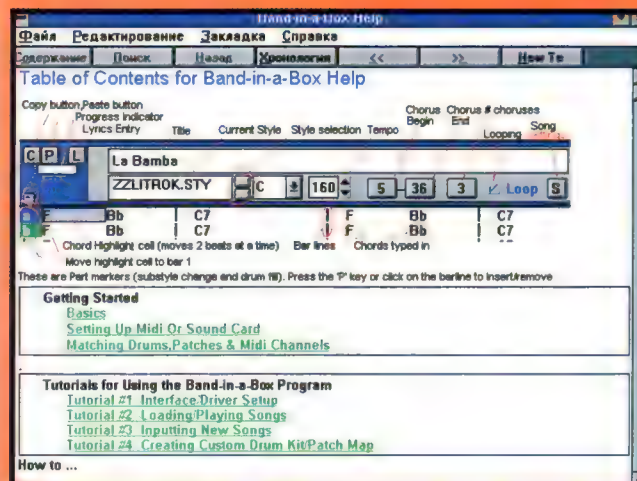 Band-in-a-Box Help
Файл Редактирование Закладка Справка
Содержание Поиск Назад Хронология << >> How To
Table of Contents for Band-in-a-Box Help
Copy button,Paste button
Progress indicator
Lyrics Entry Title Current Style Style selection Tempo Chorus Begin Chorus End # choruses Looping Song
C P L La Bamba
ZZLITROK.STY C 160 5 - 36 3 Loop S
F Bb C7 F Bb C7
F Bb C7 F Bb C7
Chord Highlight cell (moves 2 beats at a time) Bar lines Chords typed in
Move highlight cell to bar 1
These are Part markers (substyle change and drum fill). Press the 'P' key or click on the barline to insert/remove
Getting Started
Basics
Setting Up Midi Or Sound Card
Matching Drums,Patches & Midi Channels
Tutorials for Using the Band-in-a-Box Program
Tutorial #1 Interface/Driver Setup
Tutorial #2 Loading/Playing Songs
Tutorial #3 Inputting New Songs
Tutorial #4 Creating Custom Drum Kit/Patch Map
How to ...